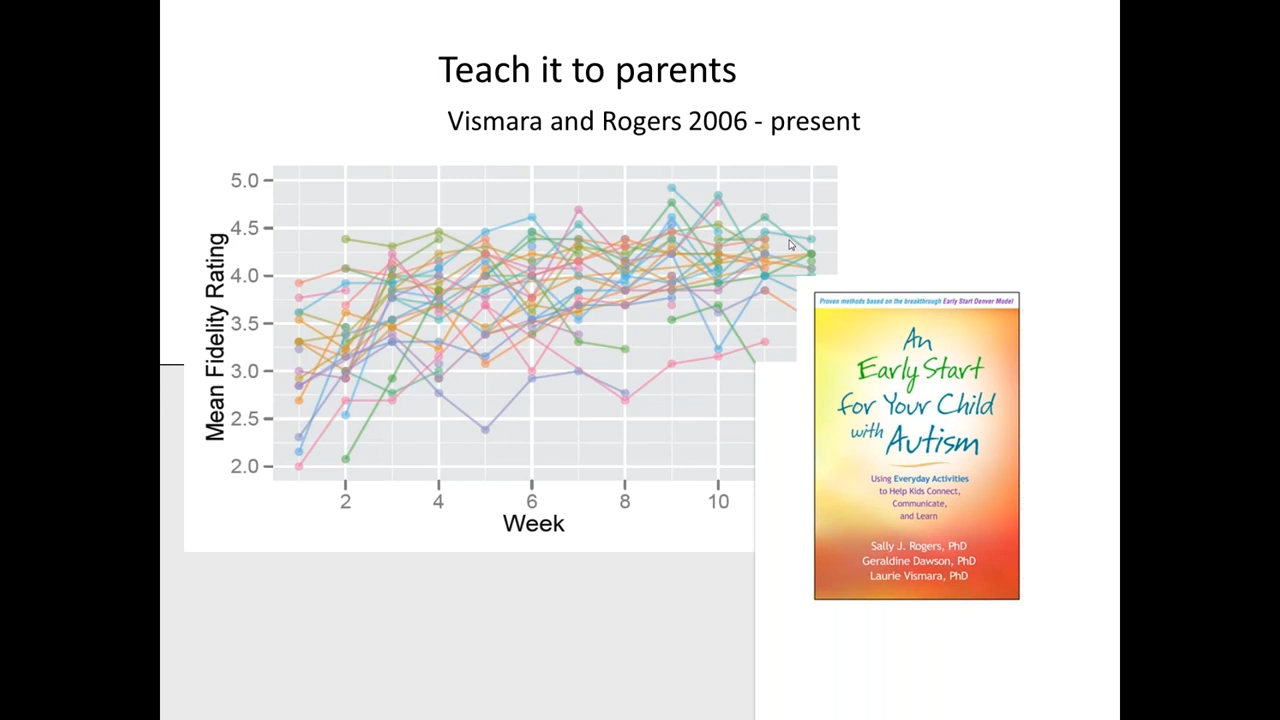 Teach it to parents
Vismara and Rogers 2006 - present
Mean Fidelity Rating
5.0
4.5
4.0
3.5
3.0
2.5
2.0
2 4 6 8 10
Week
Proven methods based on the breakthrough Early Start Denver Model
An
Early Start
for Your Child
with Autism
Using Everyday Activities
to Help Kids Connect,
Communicate,
and Learn
Sally J. Rogers, PhD
Geraldine Dawson, PhD
Laurie Vismara, PhD